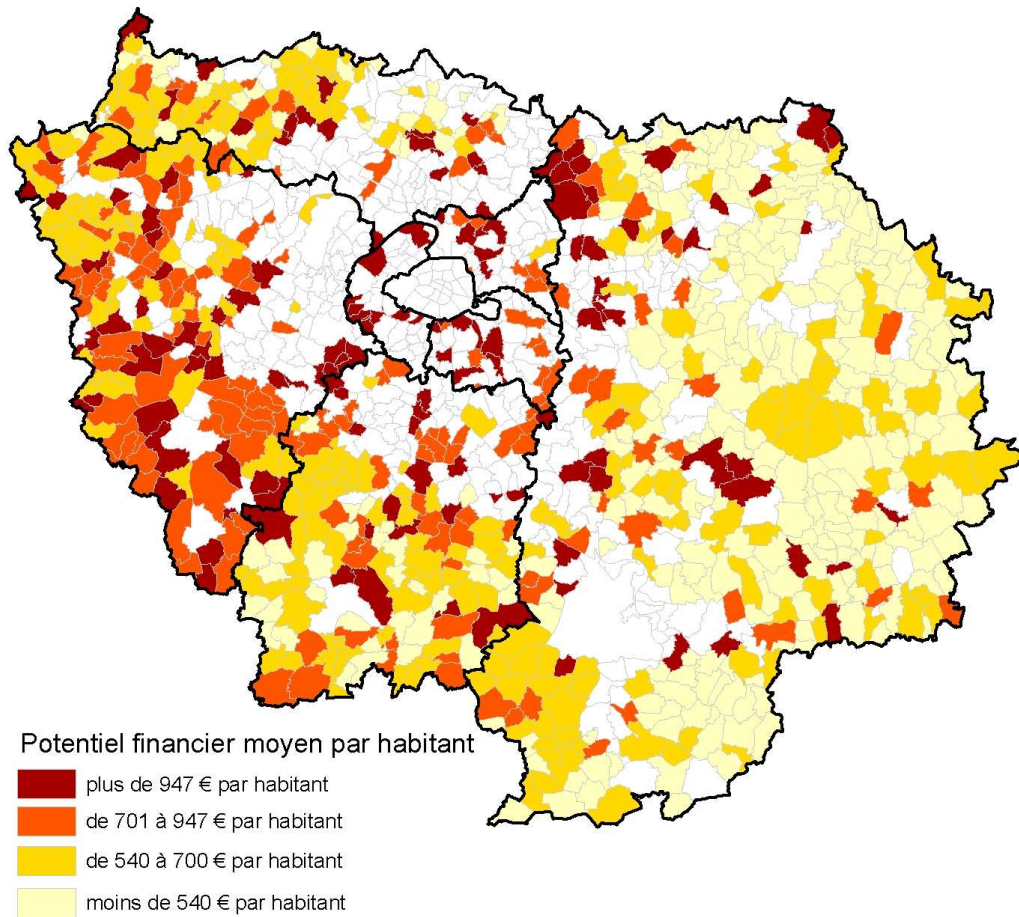 Potentiel financier moyen par habitant
plus de 947 € par habitant
de 701 à 947 € par habitant
de 540 à 700 € par habitant
moins de 540 € par habitant